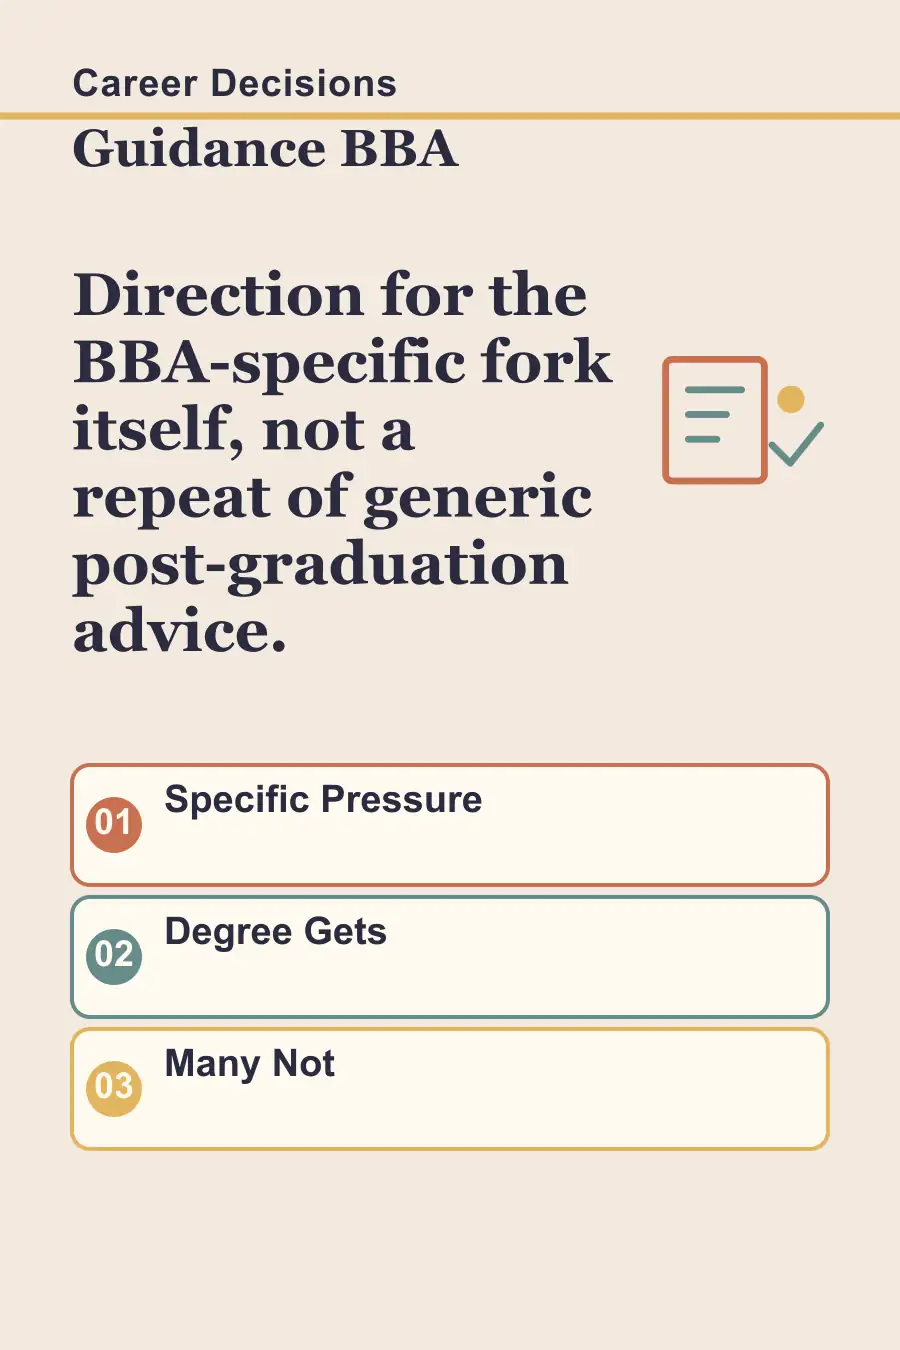 Career Decisions
Guidance BBA
Direction for the
BBA-specific fork
itself, not a
repeat of generic
post-graduation
advice.
01
Specific Pressure
02
Degree Gets
03
Many Not